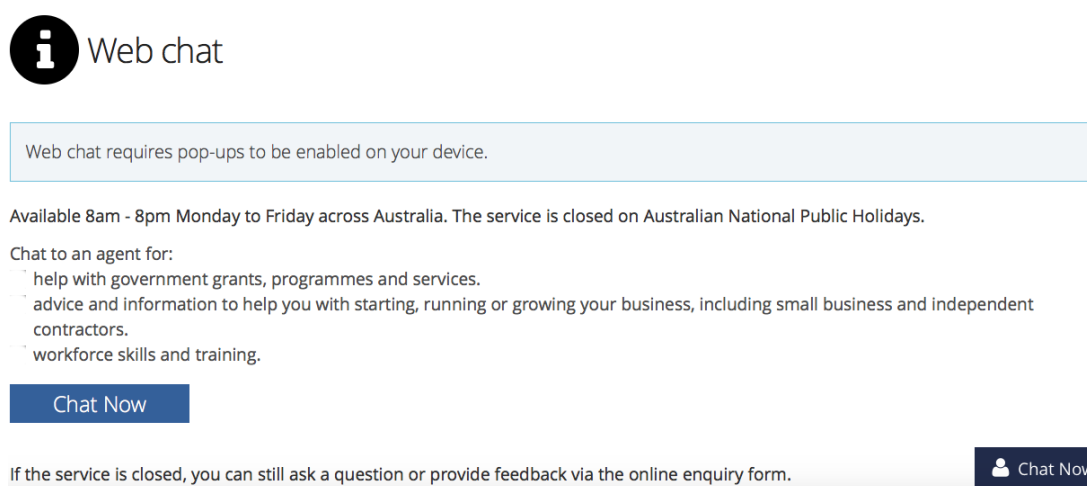 Web chat
Web chat requires pop-ups to be enabled on your device.
Available 8am - 8pm Monday to Friday across Australia. The service is closed on Australian National Public Holidays.
Chat to an agent for:
help with government grants, programmes and services.
advice and information to help you with starting, running or growing your business, including small business and independent
contractors.
workforce skills and training.
Chat Now
If the service is closed, you can still ask a question or provide feedback via the online enquiry form.
Chat Now